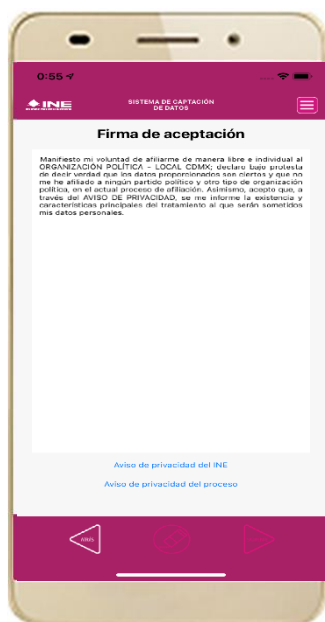 0:55
INE
SISTEMA DE CAPTACIÓN
DE DATOS
Firma de aceptación
Manifiesto mi voluntad de afiliarme de manera libre e individual al
ORGANIZACIÓN POLÍTICA - LOCAL CDMX; declaro bajo protesta
de decir verdad que los datos proporcionados son ciertos y que no
me he afiliado a ningún partido político y otro tipo de organización
política, en el actual proceso de afiliación. Asimismo, acepto que, a
través del AVISO DE PRIVACIDAD, se me informe la existencia y
características principales del tratamiento al que serán sometidos
mis datos personales.
Aviso de privacidad del INE
Aviso de privacidad del proceso